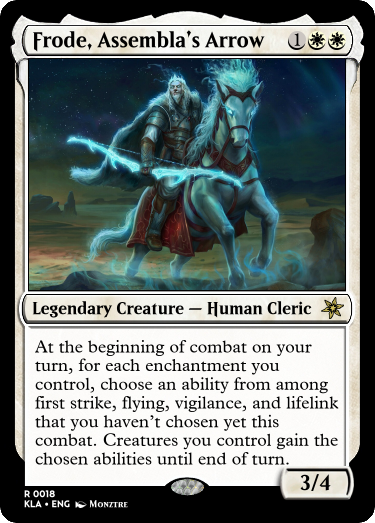 Frode, Assembla's Arrow 1
Legendary Creature — Human Cleric
At the beginning of combat on your
turn, for each enchantment you
control, choose an ability from among
first strike, flying, vigilance, and lifelink
that you haven't chosen yet this
combat. Creatures you control gain the
chosen abilities until end of turn.
3/4
R 0018
KLA • ENG Monztre